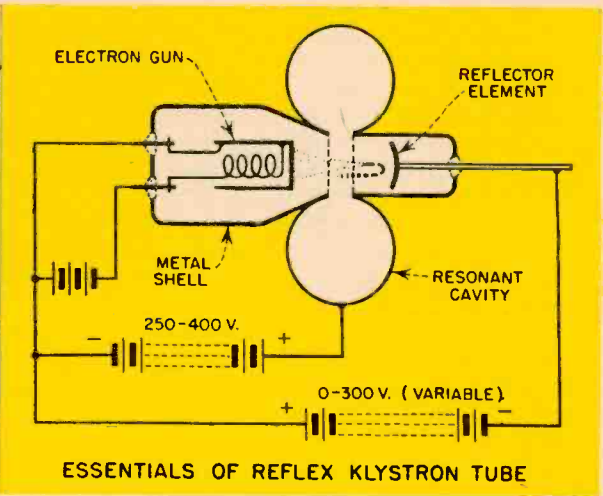 ELECTRON GUN
REFLECTOR
ELEMENT
METAL
SHELL
RESONANT
CAVITY
250-400 V.
- +
0-300 V. (VARIABLE)
+ -
ESSENTIALS OF REFLEX KLYSTRON TUBE